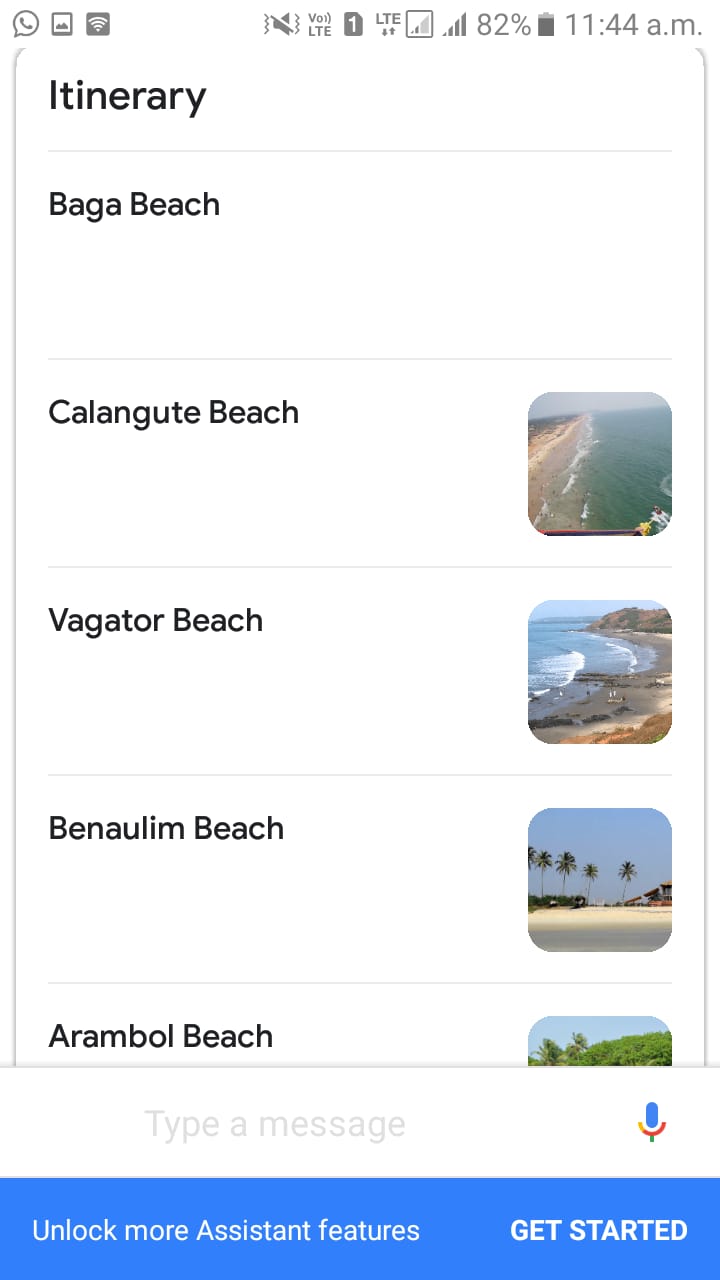 Vo)) LTE 1 LTE 82% 11:44 a.m.
Itinerary
Baga Beach
Calangute Beach
Vagator Beach
Benaulim Beach
Arambol Beach
Type a message
Unlock more Assistant features GET STARTED